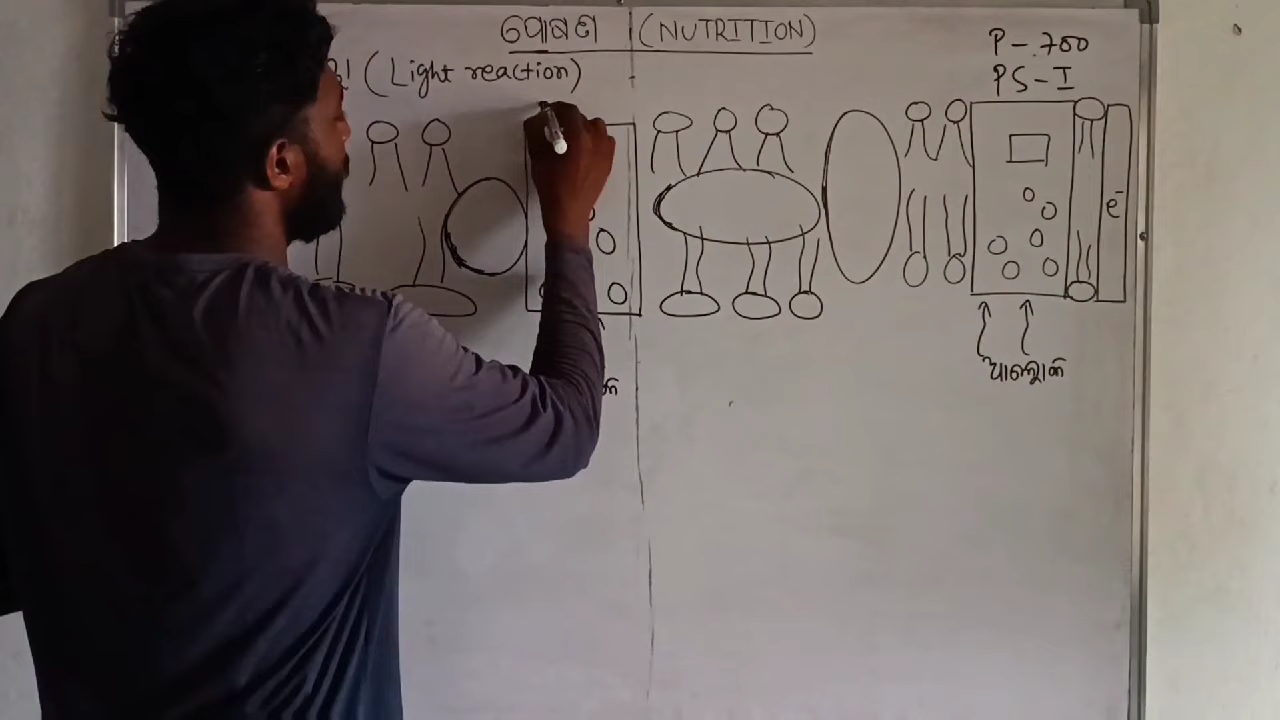 ପୋଷଣ (NUTRITION)
(Light reaction)
P-700
PS-I
e⁻
ଆଲୋକ